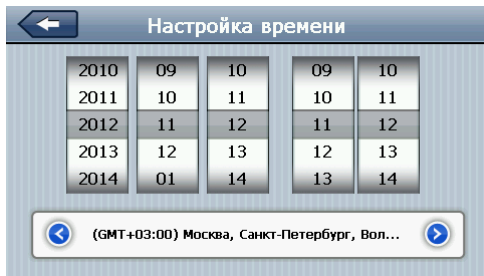 Настройка времени
2010 09 10 09 10
2011 10 11 10 11
2012 11 12 11 12
2013 12 13 12 13
2014 01 14 13 14
(GMT+03:00) Москва, Санкт-Петербург, Вол...